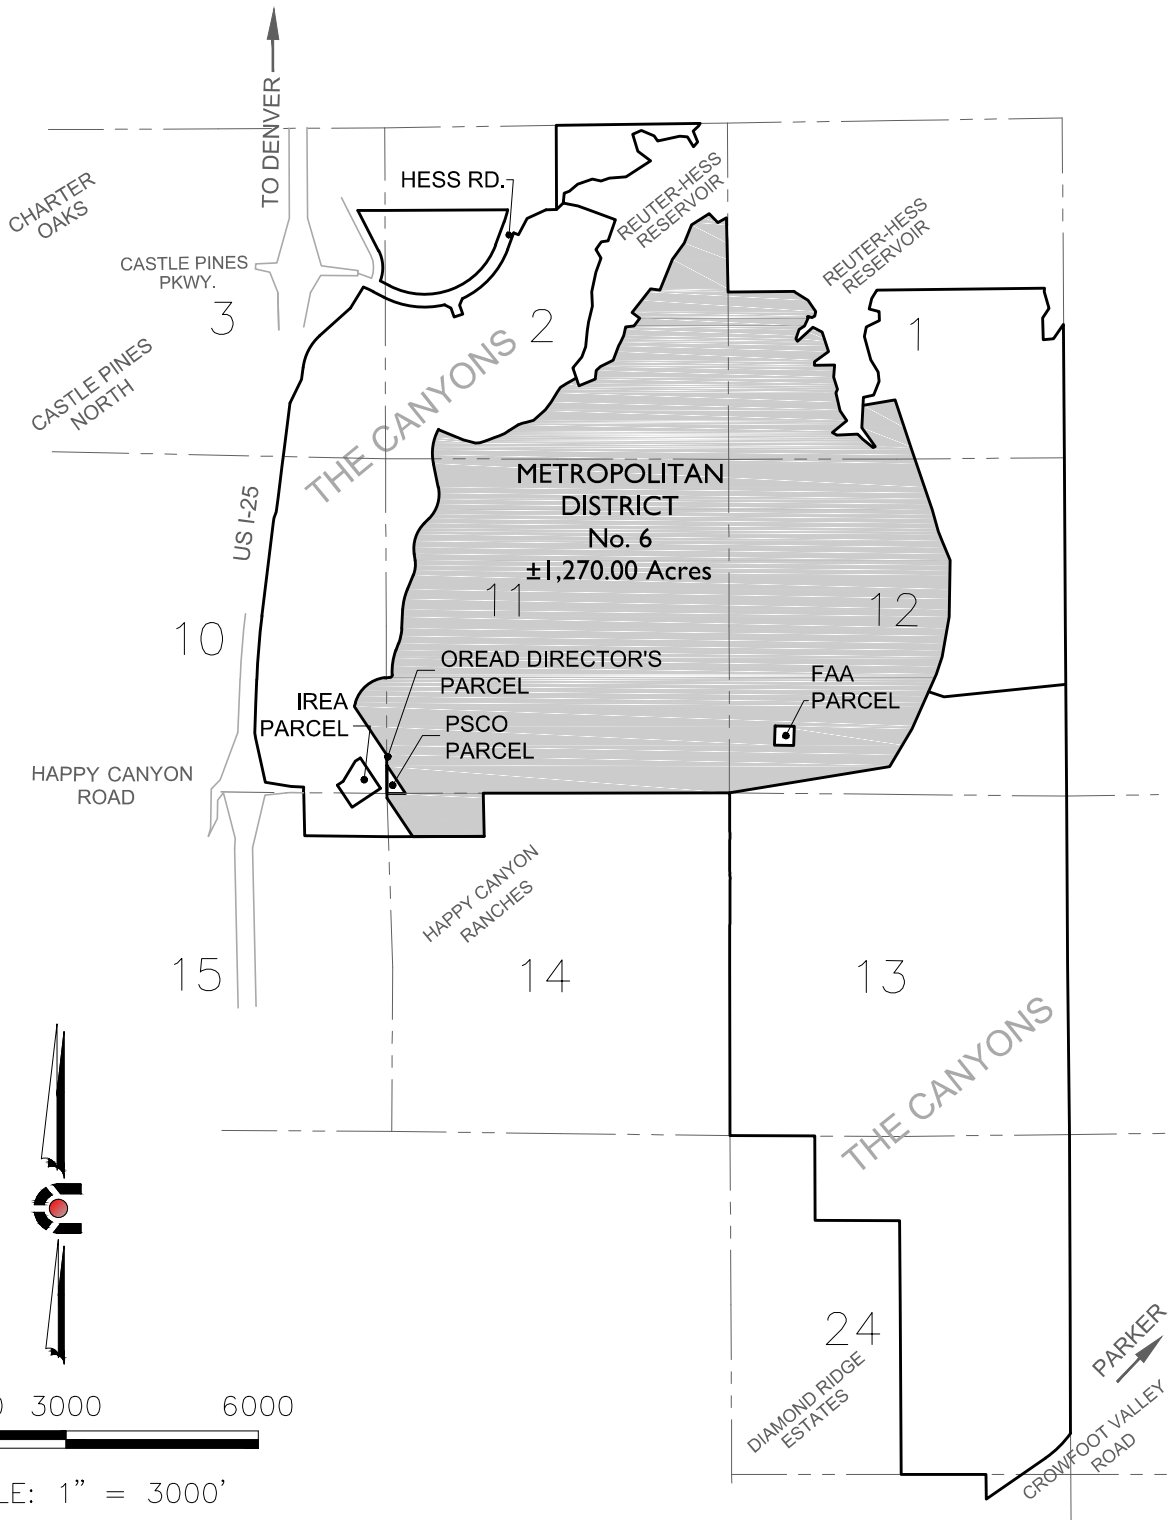 TO DENVER
CHARTER
OAKS
HESS RD.
REUTER-HESS
RESERVOIR
REUTER-HESS
RESERVOIR
CASTLE PINES
PKWY.
3
2
1
CASTLE PINES
NORTH
THE CANYONS
US I-25
METROPOLITAN
DISTRICT
No. 6
±1,270.00 Acres
11
12
10
OREAD DIRECTOR'S
PARCEL
FAA
PARCEL
IREA
PARCEL
PSCO
PARCEL
HAPPY CANYON
ROAD
HAPPY CANYON
RANCHES
15
14
13
THE CANYONS
24
DIAMOND RIDGE
ESTATES
PARKER
CROWFOOT VALLEY
ROAD
0 3000 6000
LE: 1” = 3000’